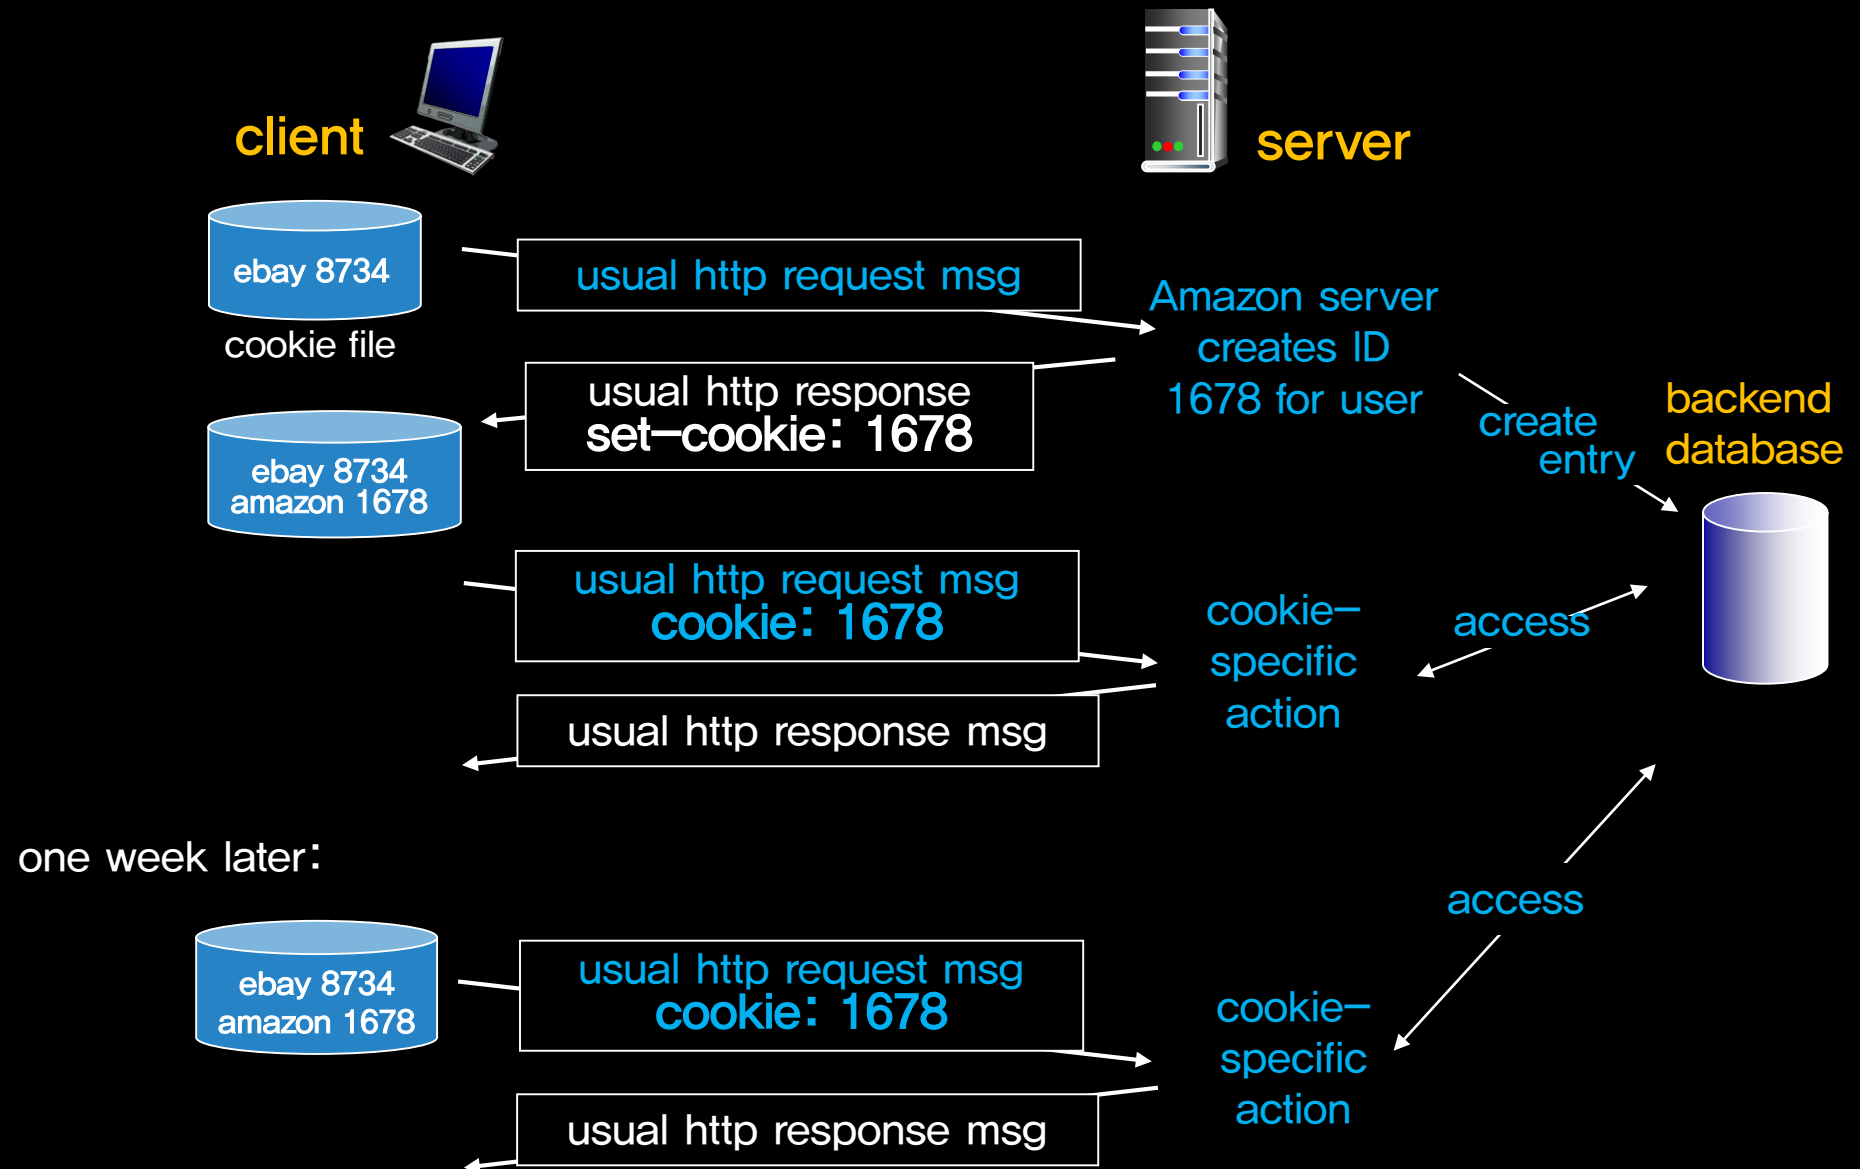 client
server
ebay 8734
cookie file
usual http request msg
Amazon server
creates ID
1678 for user
usual http response
set-cookie: 1678
create
entry
backend
database
ebay 8734
amazon 1678
usual http request msg
cookie: 1678
cookie-
specific
action
access
usual http response msg
one week later:
access
ebay 8734
amazon 1678
usual http request msg
cookie: 1678
cookie-
specific
action
usual http response msg